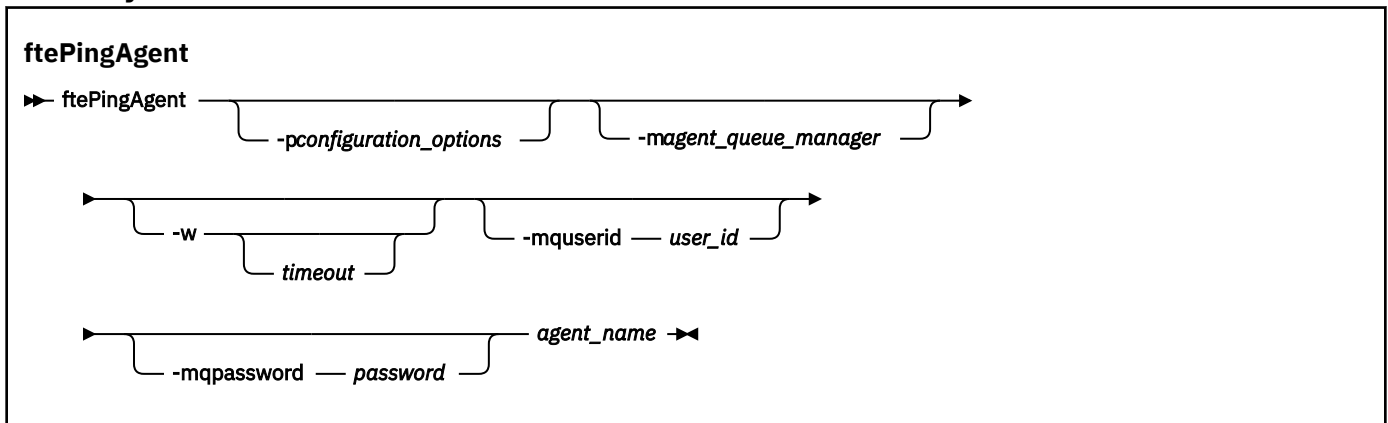 ftePingAgent
ftePingAgent
-pconfiguration_options -magent_queue_manager
-w -mquserid user_id
timeout
agent_name
-mqpassword password